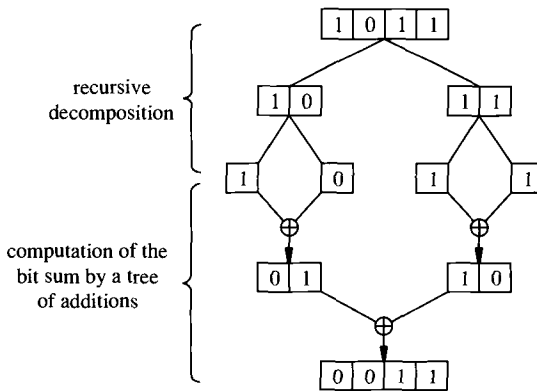 1 0 1 1
recursive
decomposition
1 0
1 1
1
0
1
1
computation of the
bit sum by a tree
of additions
0 1
1 0
0 0 1 1